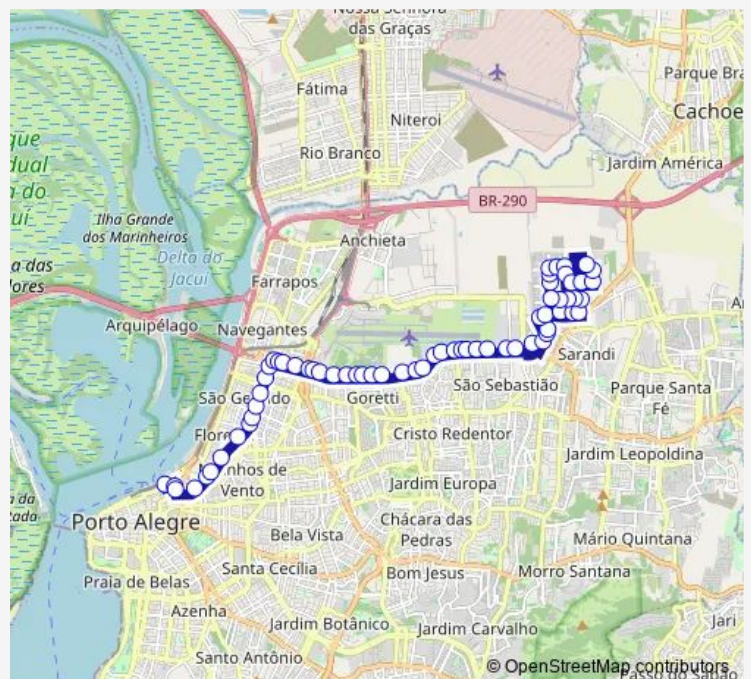 Nossa Senhora
das Graças
Fátima
Niteroi
Rio Branco
Cachoe
Jardim América
BR-290
Ilha Grande
dos Marinheiros
Anchieta
Delta do
Jacuí
Farrapos
Arquipélago
Navegantes
Sarandi
São Sebastião
Parque Santa
Fé
Goretti
Cristo Redentor
Jardim Leopoldina
Vento
Jardim Europa
Porto Alegre
Bela Vista
Chácara das
Pedras
Mário Quintana
Santa Cecília
Bom Jesus
Morro Santana
Praia de Belas
Azenha
Jardim Botânico
Jardim Carvalho
Santo Antônio
© OpenStreetMap contributors